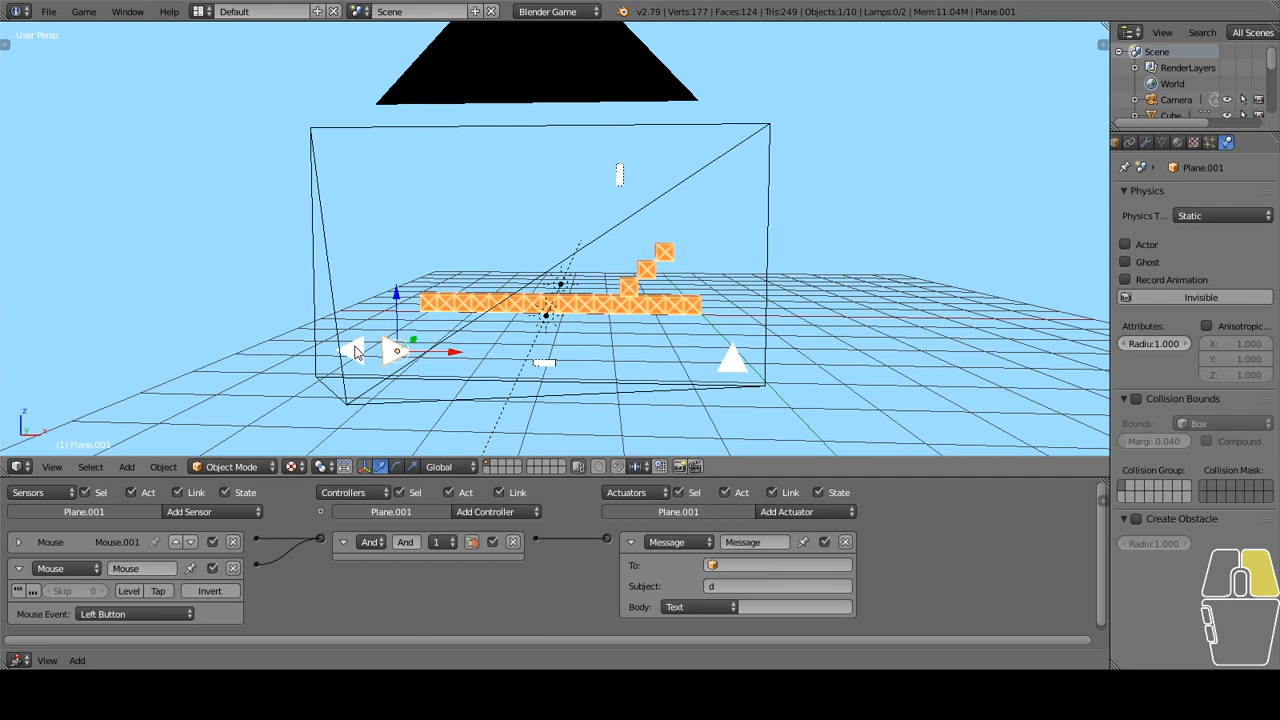 File Game Window Help Default Scene Blender Game v2.79 | Verts:177 | Faces:124 | Tris:249 | Objects:1/10 | Lamps:0/2 | Mem:11.04M | Plane.001
User Persp
View Search All Scenes
Scene
RenderLayers
World
Camera
Cube
Plane.001
Physics
Physics T... Static
Actor
Ghost
Record Animation
Invisible
Attributes: Anisotropic...
Radiu:1.000 X: 1.000
Y: 1.000
Z: 1.000
Collision Bounds
Bounds: Box
Margi: 0.040 Compound
Collision Group: Collision Mask:
Create Obstacle
Radiu:1.000
z
y x
(1) Plane.001
View Select Add Object Object Mode Global
Sensors Sel Act Link State Controllers Sel Act Link Actuators Sel Act Link State
Plane.001 Add Sensor Plane.001 Add Controller Plane.001 Add Actuator
Mouse Mouse.001 And And 1 Message Message
Mouse Mouse To:
Skip: 0 Level Tap Invert Subject: d
Mouse Event: Left Button Body: Text
View Add